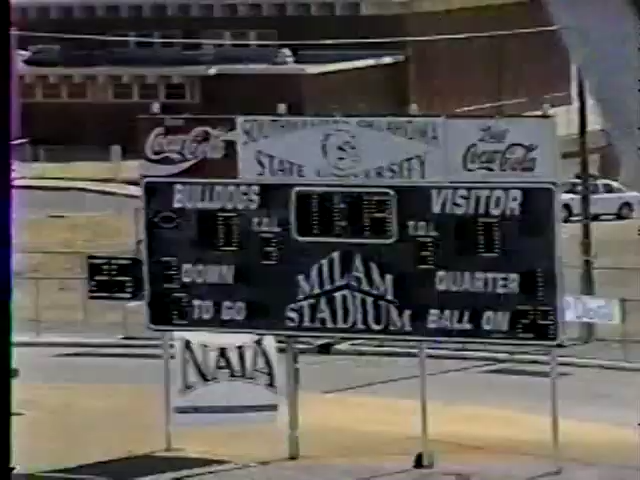 Coca-Cola
SOUTHWESTERN OKLAHOMA
STATE UNIVERSITY
Coca-Cola
BULLDOGS
VISITOR
T.O.L.
T.O.L.
DOWN
QUARTER
MILAM
STADIUM
TO GO
BALL ON
NAIA